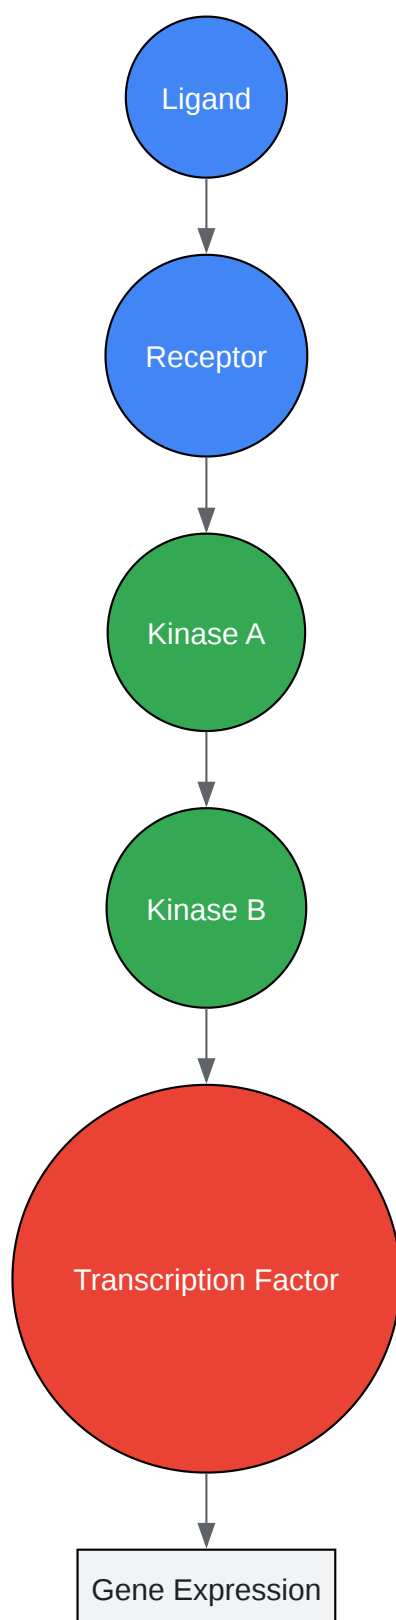 Ligand
Receptor
Kinase A
Kinase B
Transcription Factor
Gene Expression